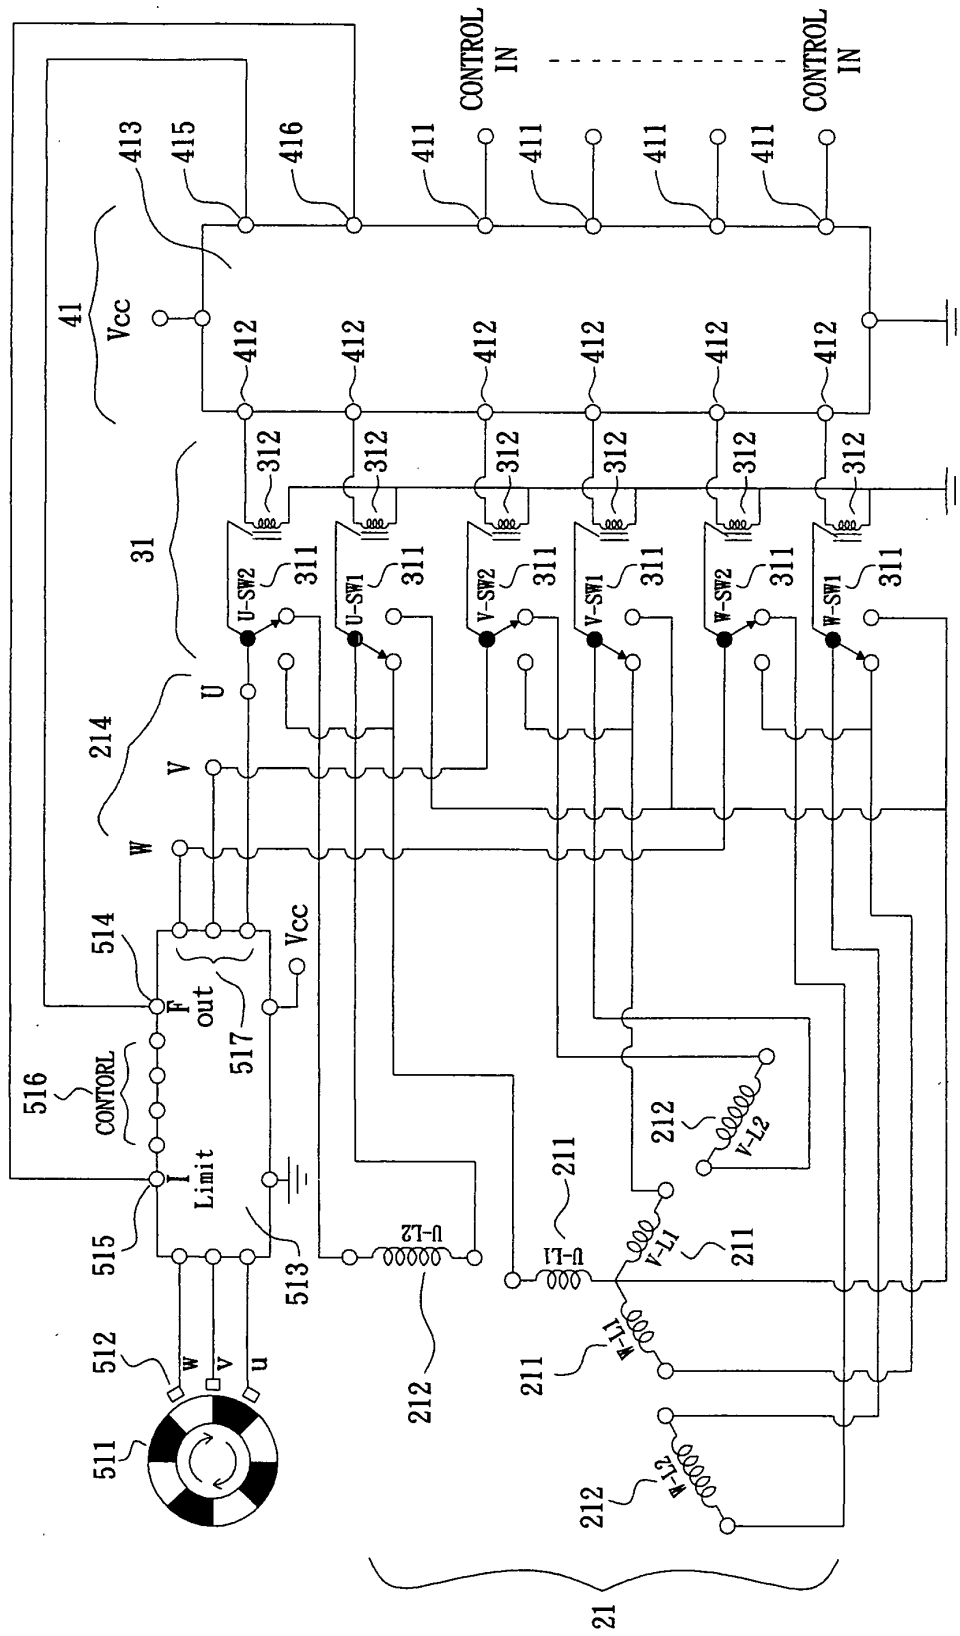 511
512
w
v
u
515
I
Limit
516
CONTORL
514
F
out
517
513
Vcc
214
W
V
U
31
41
Vcc
413
415
416
U-SW2
311
312
412
U-SW1
311
312
412
V-SW2
311
312
412
411
CONTROL
IN
V-SW1
311
312
412
411
W-SW2
311
312
412
411
W-SW1
311
312
412
411
CONTROL
IN
U-L2
212
U-L1
211
V-L1
211
W-L1
211
V-L2
212
W-L2
212
21